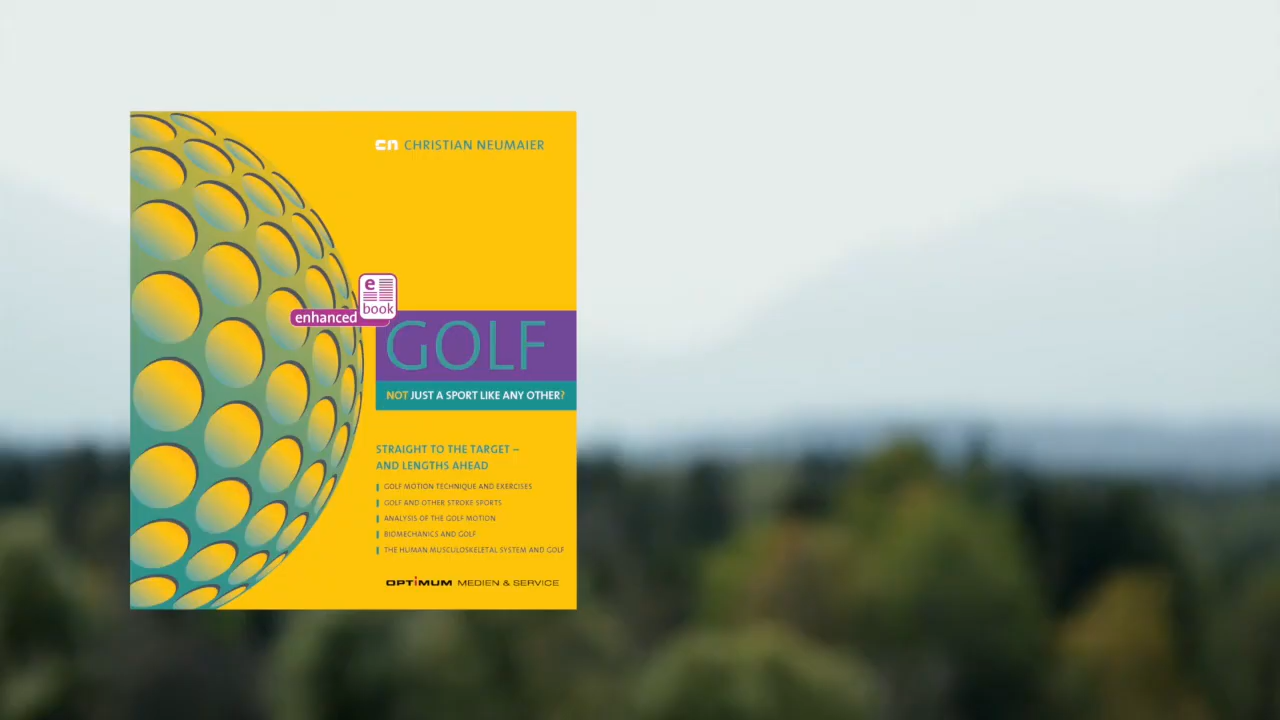 cn CHRISTIAN NEUMAIER
e
book
enhanced
GOLF
NOT JUST A SPORT LIKE ANY OTHER?
STRAIGHT TO THE TARGET –
AND LENGTHS AHEAD
GOLF MOTION TECHNIQUE AND EXERCISES
GOLF AND OTHER STROKE SPORTS
ANALYSIS OF THE GOLF MOTION
BIOMECHANICS AND GOLF
THE HUMAN MUSCULOSKELETAL SYSTEM AND GOLF
OPTIMUM MEDIEN & SERVICE